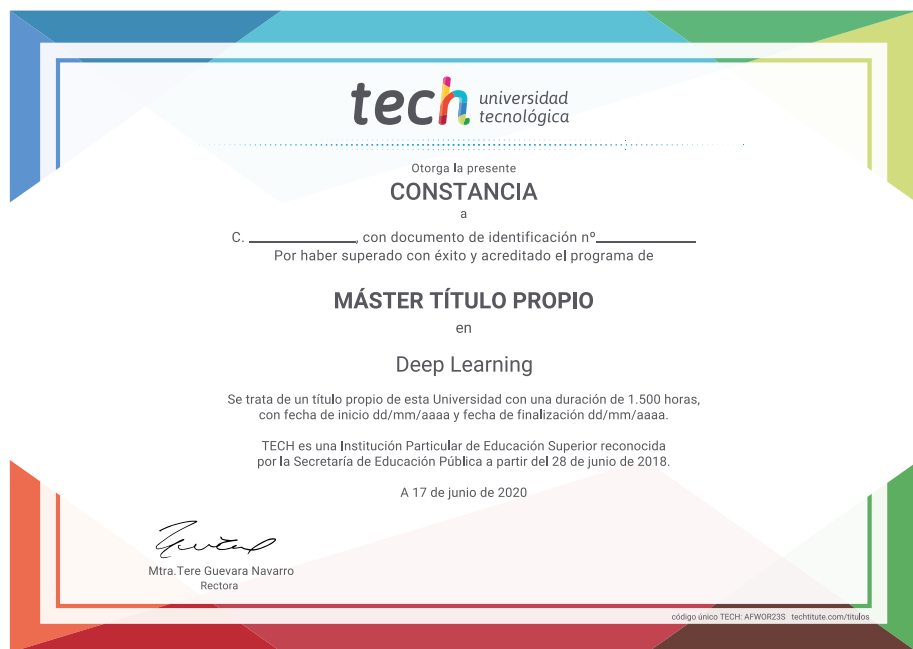 tech universidad
tecnológica
Otorga la presente
CONSTANCIA
a
C. ____________, con documento de identificación nº____________
Por haber superado con éxito y acreditado el programa de
MÁSTER TÍTULO PROPIO
en
Deep Learning
Se trata de un título propio de esta Universidad con una duración de 1.500 horas,
con fecha de inicio dd/mm/aaaa y fecha de finalización dd/mm/aaaa.
TECH es una Institución Particular de Educación Superior reconocida
por la Secretaría de Educación Pública a partir del 28 de junio de 2018.
A 17 de junio de 2020
Mtra.Tere Guevara Navarro
Rectora
código único TECH: AFWOR23S techtitute.com/titulos